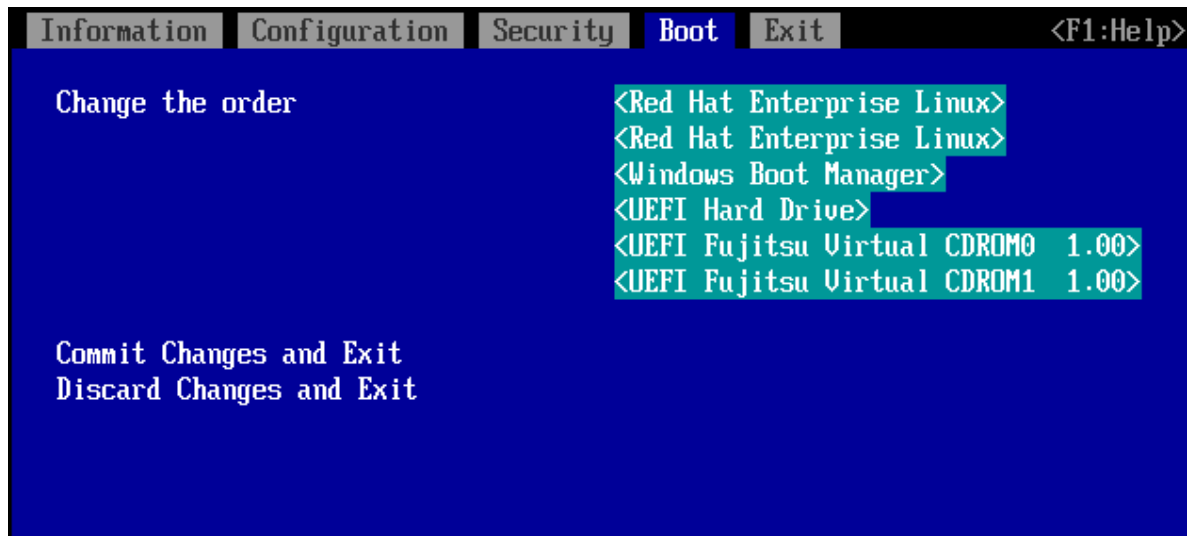 Information Configuration Security Boot Exit <F1:Help>
Change the order <Red Hat Enterprise Linux>
<Red Hat Enterprise Linux>
<Windows Boot Manager>
<UEFI Hard Drive>
<UEFI Fujitsu Virtual CDROM0  1.00>
<UEFI Fujitsu Virtual CDROM1  1.00>
Commit Changes and Exit
Discard Changes and Exit